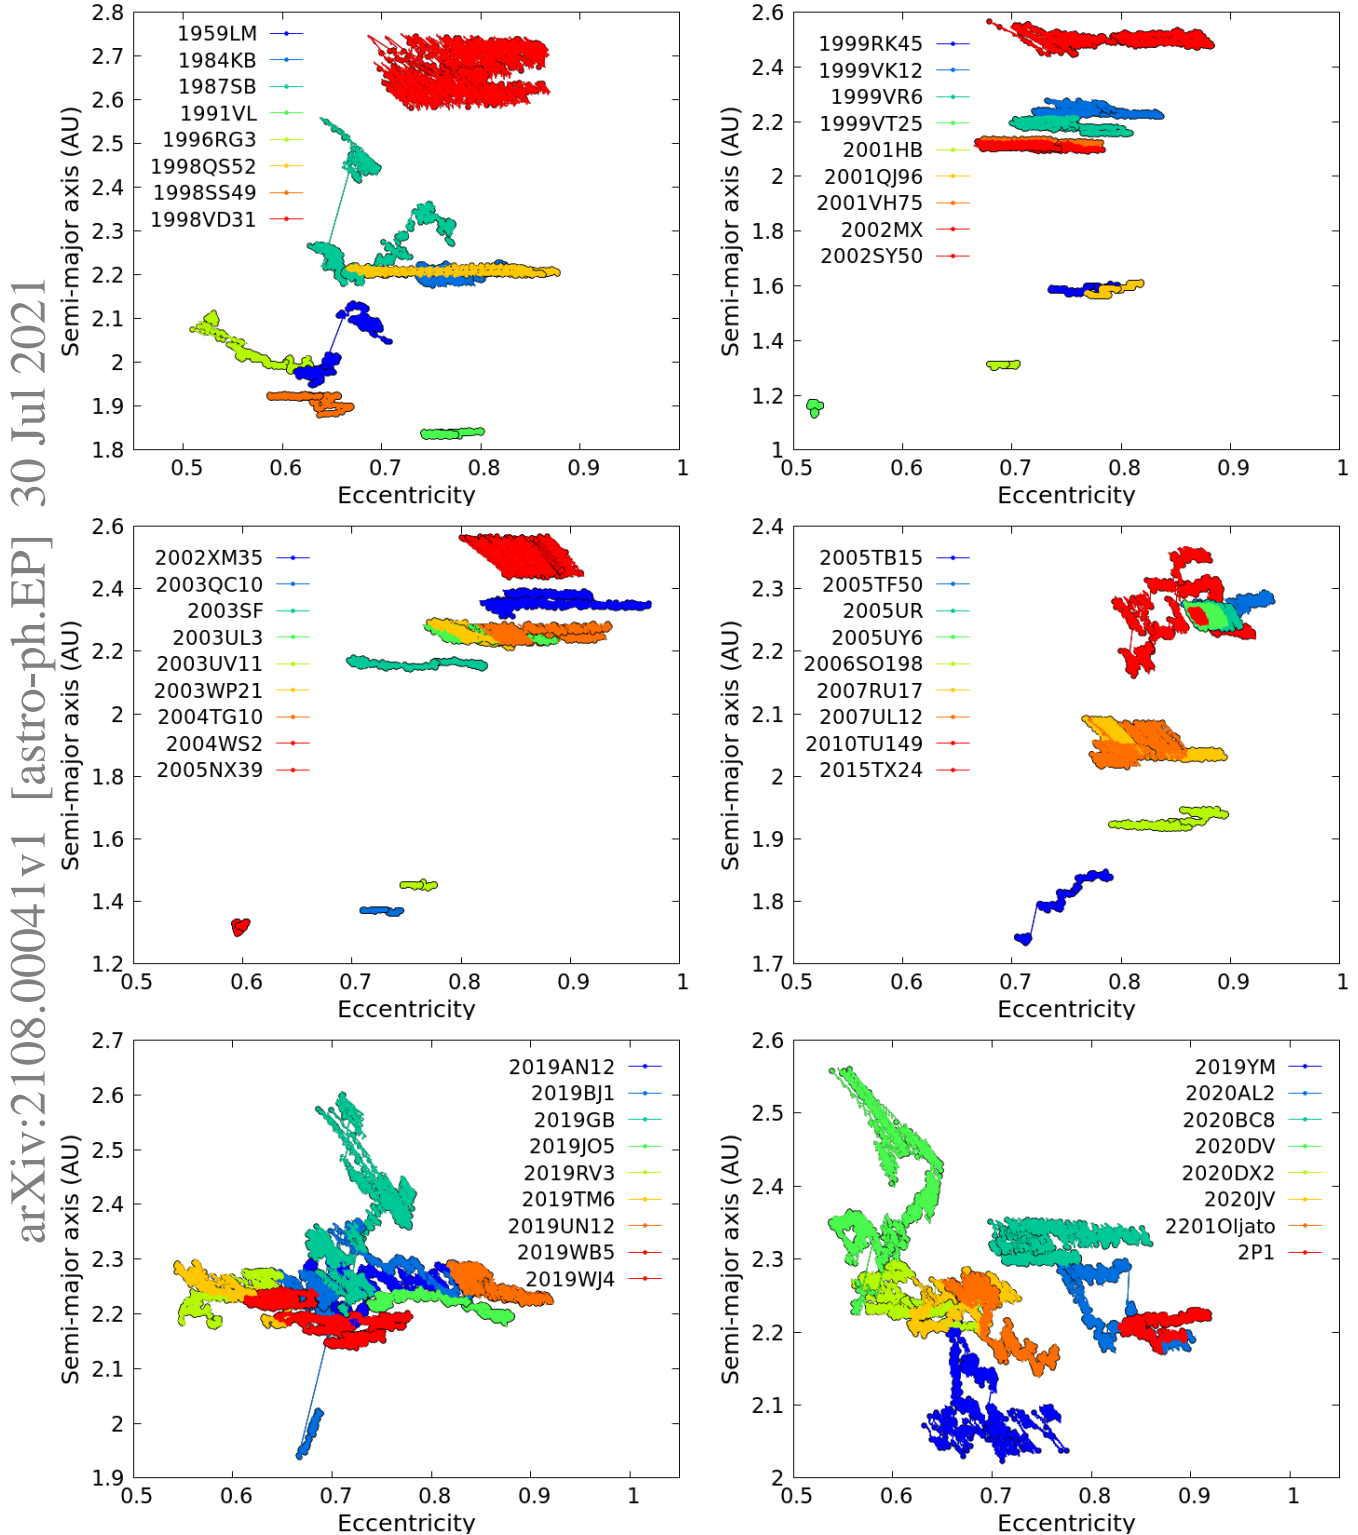 arXiv:2108.00041v1 [astro-ph.EP] 30 Jul 2021
2.8
2.7
2.6
2.5
2.4
2.3
2.2
2.1
2
1.9
1.8
Semi-major axis (AU)
1959LM
1984KB
1987SB
1991VL
1996RG3
1998QS52
1998SS49
1998VD31
0.5 0.6 0.7 0.8 0.9 1
Eccentricity
2.6
2.4
2.2
2
1.8
1.6
1.4
1.2
1
Semi-major axis (AU)
1999RK45
1999VK12
1999VR6
1999VT25
2001HB
2001QJ96
2001VH75
2002MX
2002SY50
0.5 0.6 0.7 0.8 0.9 1
Eccentricity
2.6
2.4
2.2
2
1.8
1.6
1.4
1.2
Semi-major axis (AU)
2002XM35
2003QC10
2003SF
2003UL3
2003UV11
2003WP21
2004TG10
2004WS2
2005NX39
0.5 0.6 0.7 0.8 0.9 1
Eccentricity
2.4
2.3
2.2
2.1
2
1.9
1.8
1.7
Semi-major axis (AU)
2005TB15
2005TF50
2005UR
2005UY6
2006SO198
2007RU17
2007UL12
2010TU149
2015TX24
0.5 0.6 0.7 0.8 0.9 1
Eccentricity
2.7
2.6
2.5
2.4
2.3
2.2
2.1
2
1.9
Semi-major axis (AU)
2019AN12
2019BJ1
2019GB
2019JO5
2019RV3
2019TM6
2019UN12
2019WB5
2019WJ4
0.5 0.6 0.7 0.8 0.9 1
Eccentricity
2.6
2.5
2.4
2.3
2.2
2.1
2
Semi-major axis (AU)
2019YM
2020AL2
2020BC8
2020DV
2020DX2
2020JV
2201Oljato
2P1
0.5 0.6 0.7 0.8 0.9 1
Eccentricity